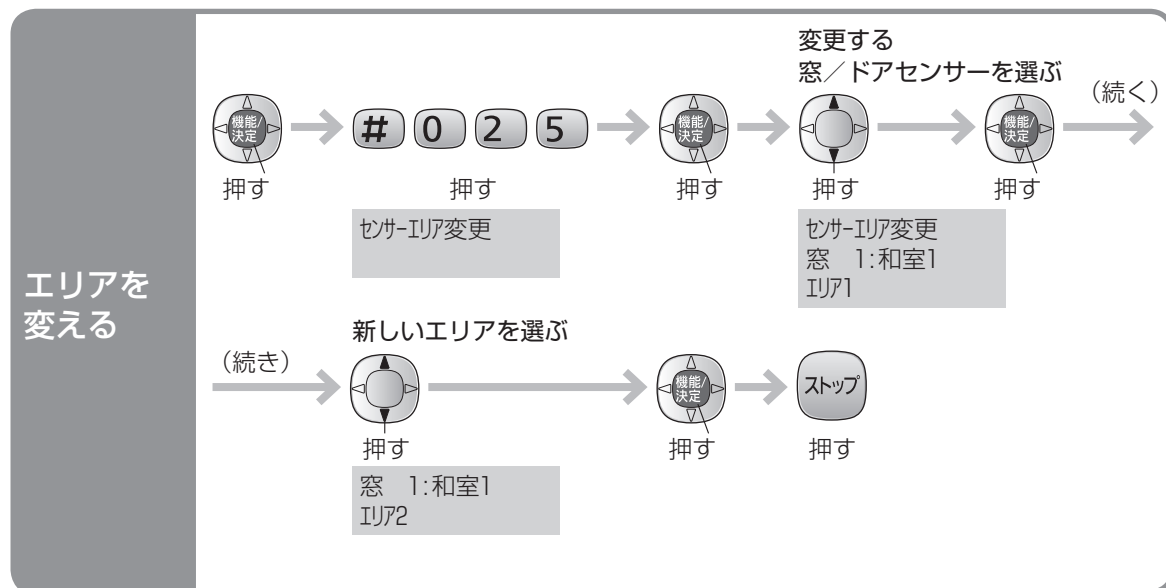 エリアを
変える
変更する
窓/ドアセンサーを選ぶ
(続く)
機能/
決定
# 0 2 5
機能/
決定
機能/
決定
押す
押す
押す
押す
押す
センサーエリア変更
センサーエリア変更
窓 1:和室1
エリア1
(続き)
新しいエリアを選ぶ
機能/
決定
ストップ
押す
押す
押す
窓 1:和室1
エリア2